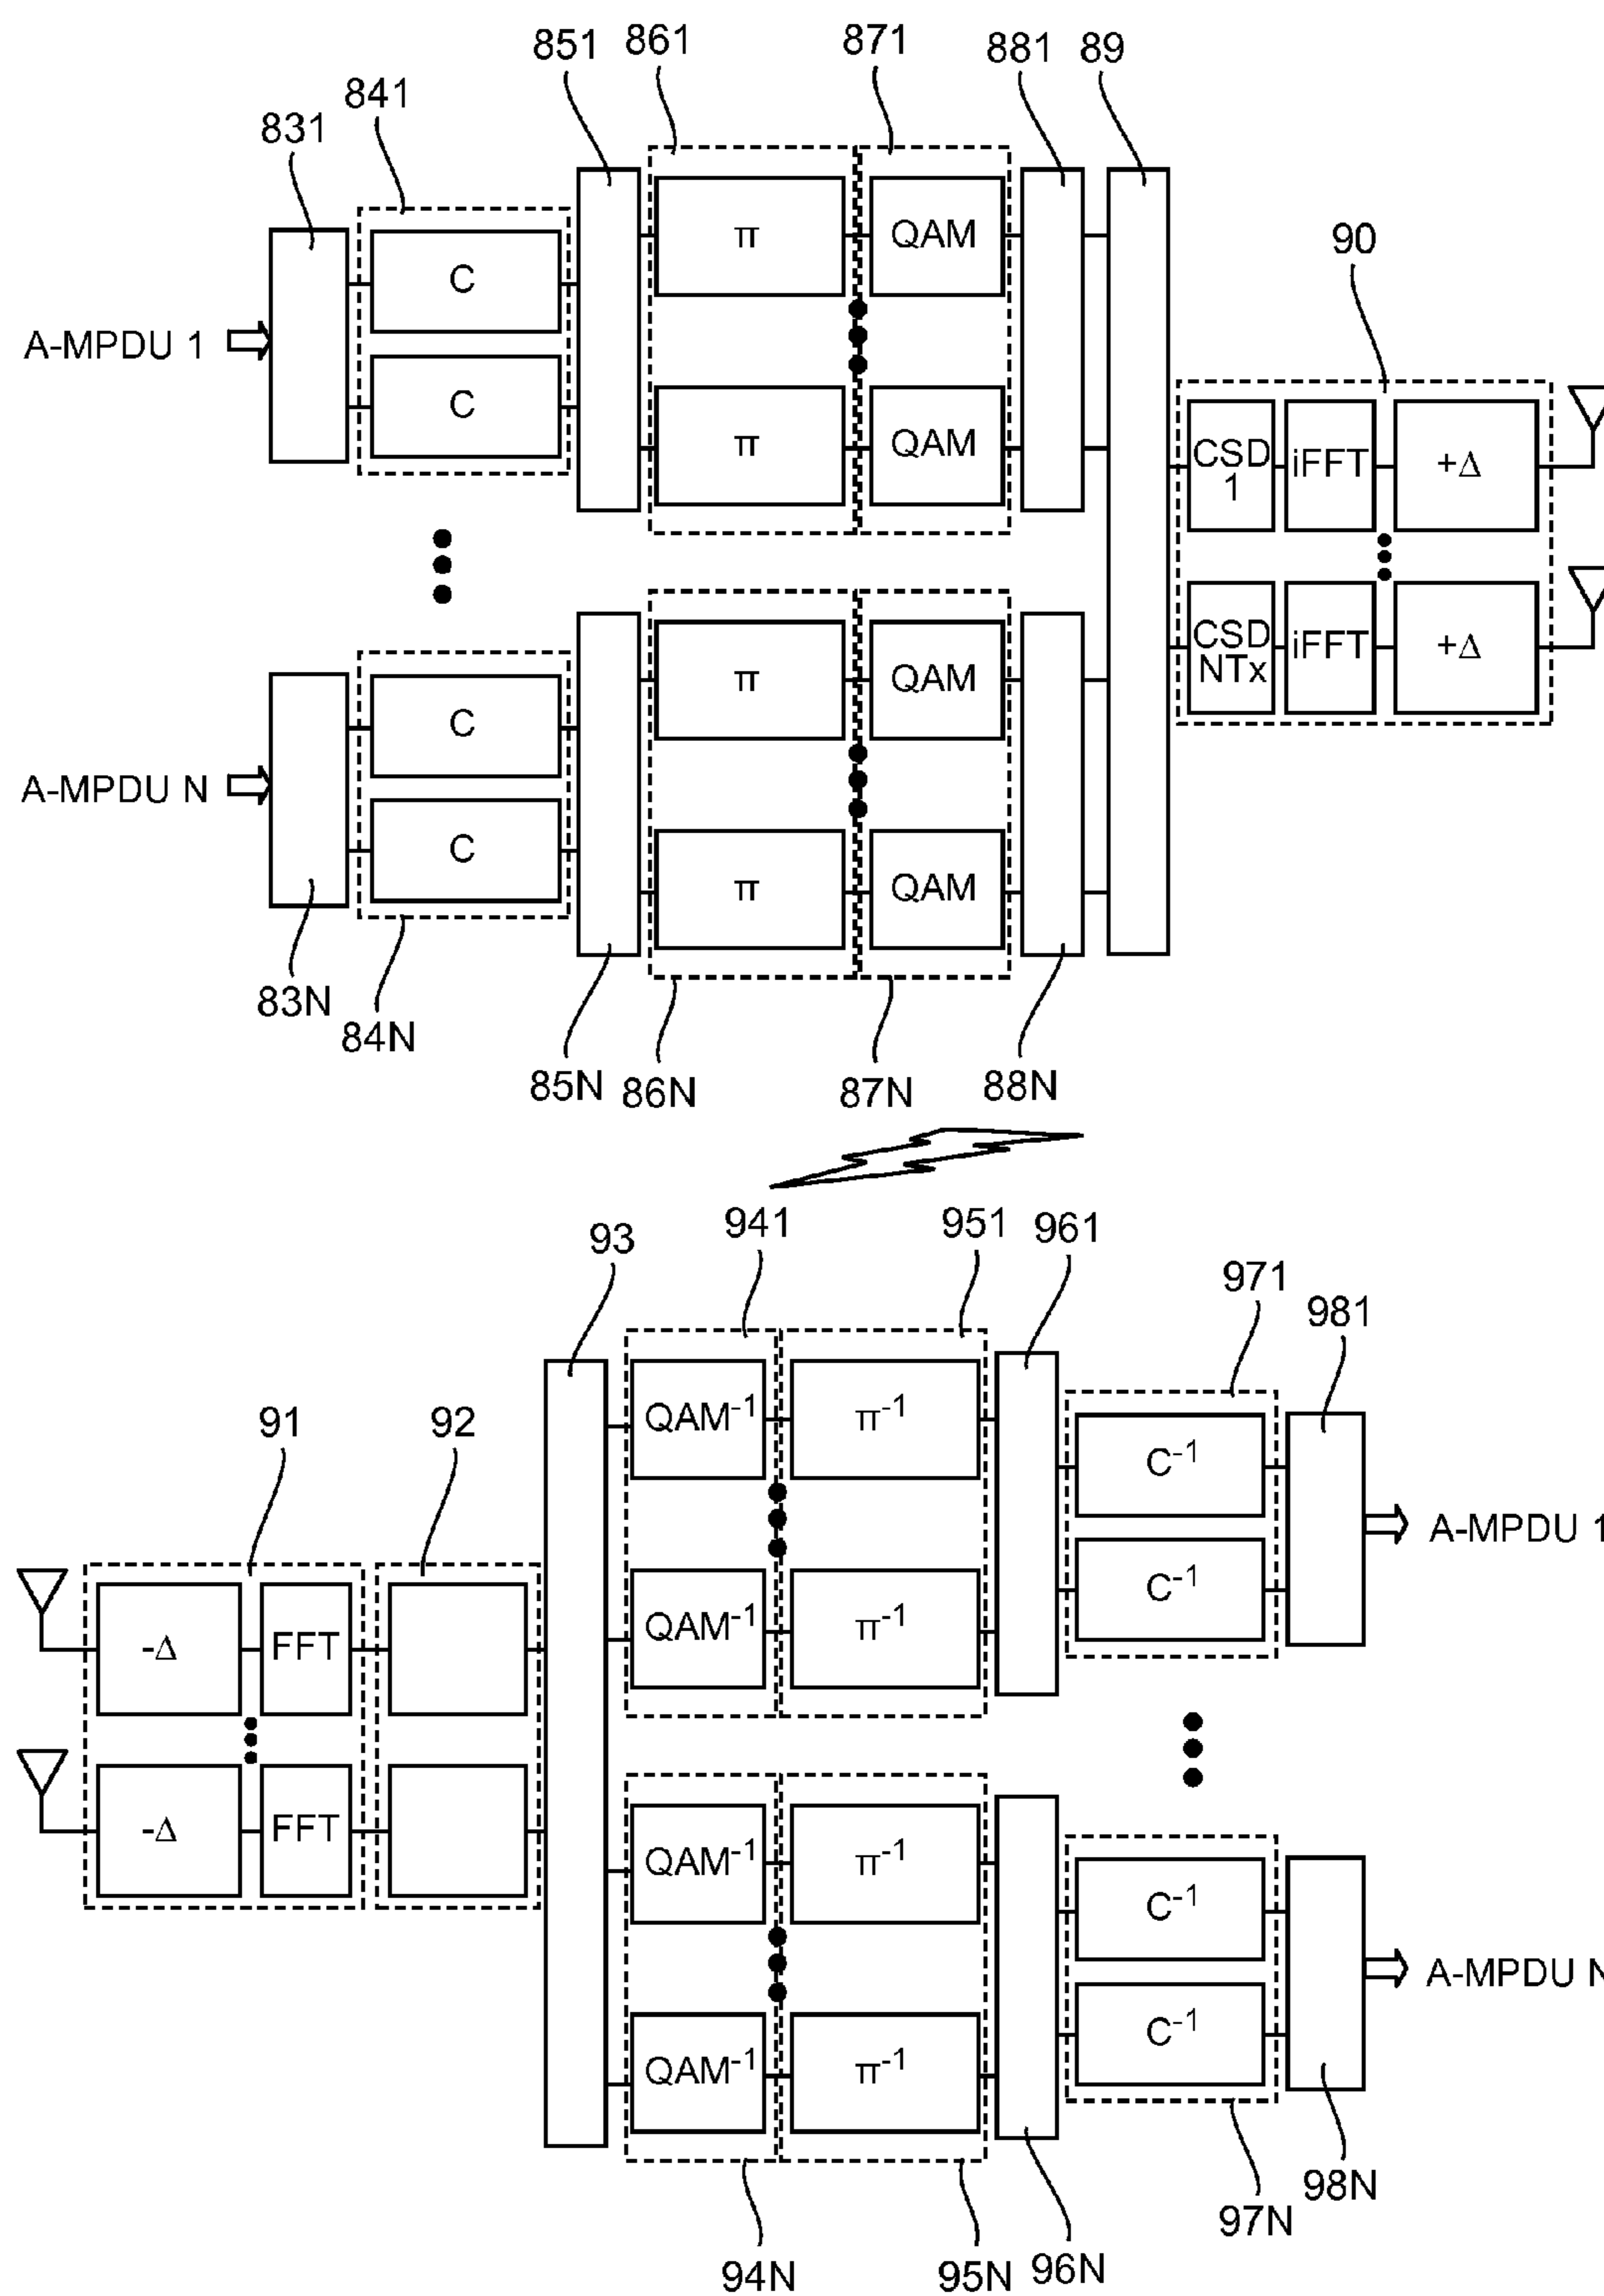 851 861 871 881 89
841
831
90
π QAM
C
A-MPDU 1
C
π QAM
CSD 1 iFFT +Δ
π QAM
CSD NTx iFFT +Δ
C
A-MPDU N
C
π QAM
83N
84N
85N 86N 87N 88N
93 941 951 961
971
981
91 92
QAM⁻¹ π⁻¹
C⁻¹
A-MPDU 1
C⁻¹
QAM⁻¹ π⁻¹
-Δ FFT
-Δ FFT
QAM⁻¹ π⁻¹
C⁻¹
A-MPDU N
C⁻¹
QAM⁻¹ π⁻¹
98N
97N
94N 95N 96N